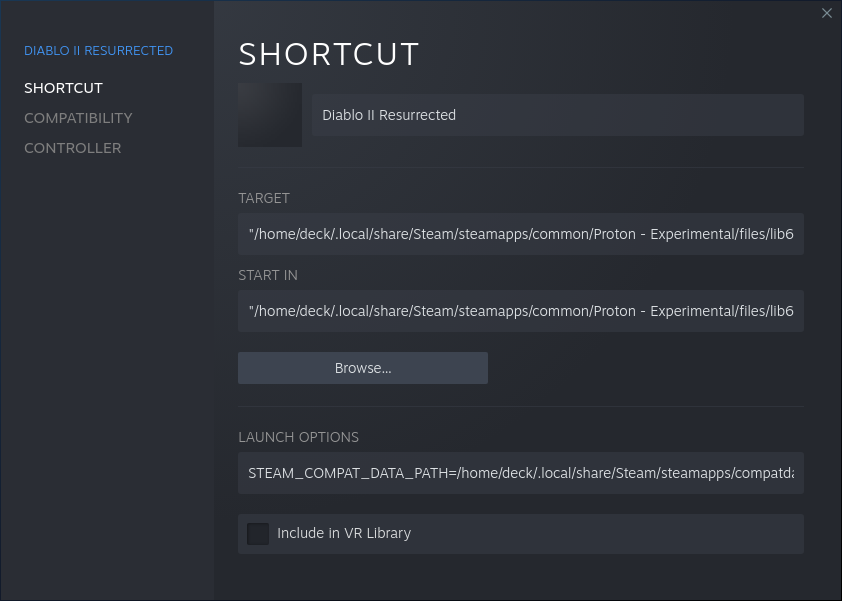 DIABLO II RESURRECTED
SHORTCUT
COMPATIBILITY
CONTROLLER
SHORTCUT
Diablo II Resurrected
TARGET
"/home/deck/.local/share/Steam/steamapps/common/Proton - Experimental/files/lib6
START IN
"/home/deck/.local/share/Steam/steamapps/common/Proton - Experimental/files/lib6
Browse...
LAUNCH OPTIONS
STEAM_COMPAT_DATA_PATH=/home/deck/.local/share/Steam/steamapps/compatda
Include in VR Library